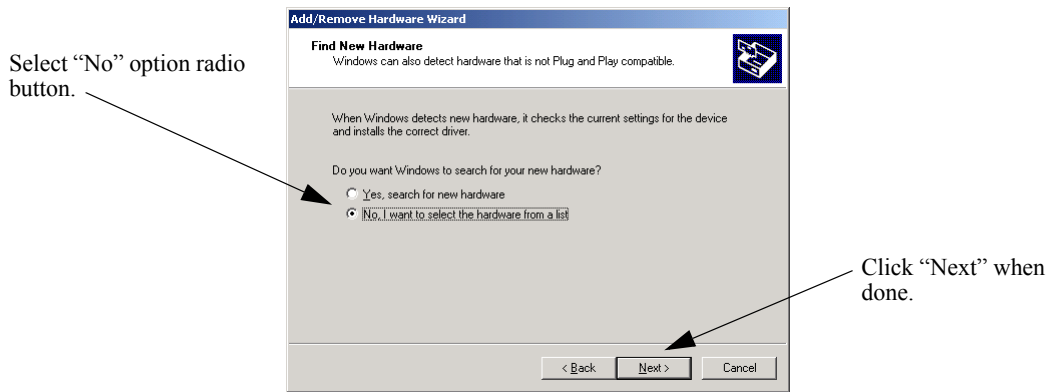 Add/Remove Hardware Wizard
Find New Hardware
Windows can also detect hardware that is not Plug and Play compatible.
Select “No” option radio
button.
When Windows detects new hardware, it checks the current settings for the device
and installs the correct driver.
Do you want Windows to search for your new hardware?
Yes, search for new hardware
No, I want to select the hardware from a list
Click “Next” when
done.
< Back
Next >
Cancel